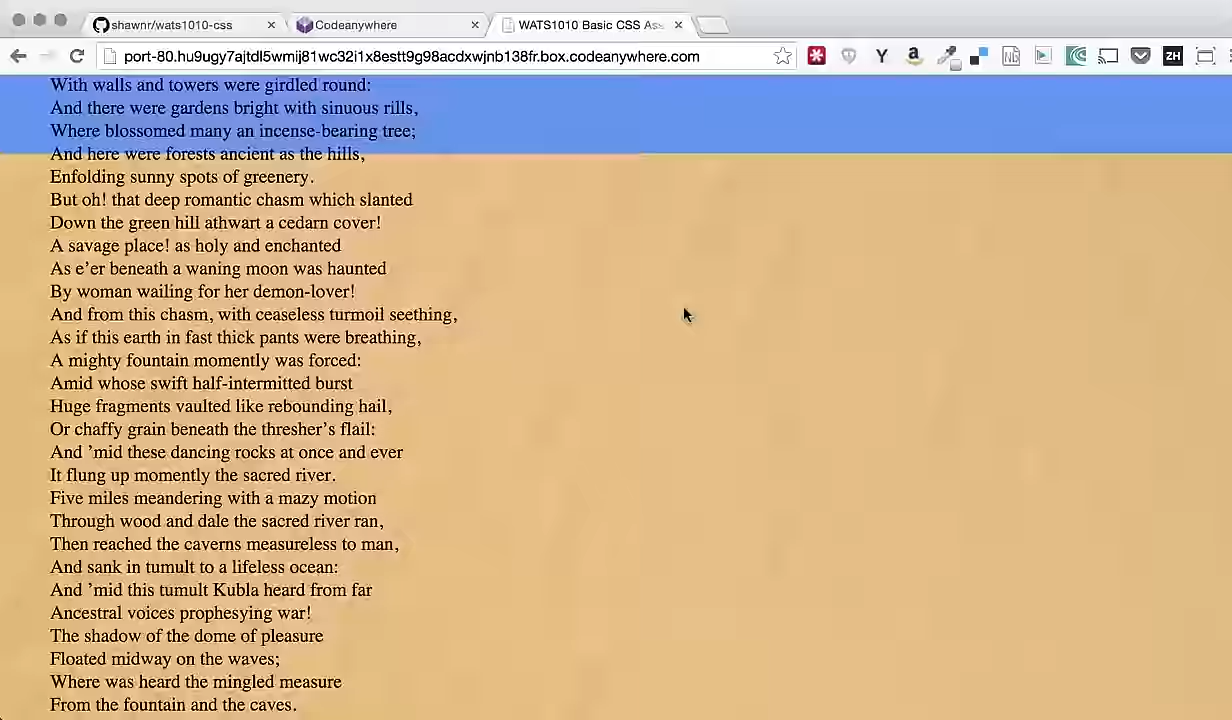 shawnr/wats1010-css
Codeanywhere
WATS1010 Basic CSS Ass
port-80.hu9ugy7ajtdl5wmij81wc32i1x8estt9g98acdxwjnb138fr.box.codeanywhere.com
With walls and towers were girdled round:
And there were gardens bright with sinuous rills,
Where blossomed many an incense-bearing tree;
And here were forests ancient as the hills,
Enfolding sunny spots of greenery.
But oh! that deep romantic chasm which slanted
Down the green hill athwart a cedarn cover!
A savage place! as holy and enchanted
As e’er beneath a waning moon was haunted
By woman wailing for her demon-lover!
And from this chasm, with ceaseless turmoil seething,
As if this earth in fast thick pants were breathing,
A mighty fountain momently was forced:
Amid whose swift half-intermitted burst
Huge fragments vaulted like rebounding hail,
Or chaffy grain beneath the thresher’s flail:
And ’mid these dancing rocks at once and ever
It flung up momently the sacred river.
Five miles meandering with a mazy motion
Through wood and dale the sacred river ran,
Then reached the caverns measureless to man,
And sank in tumult to a lifeless ocean:
And ’mid this tumult Kubla heard from far
Ancestral voices prophesying war!
The shadow of the dome of pleasure
Floated midway on the waves;
Where was heard the mingled measure
From the fountain and the caves.